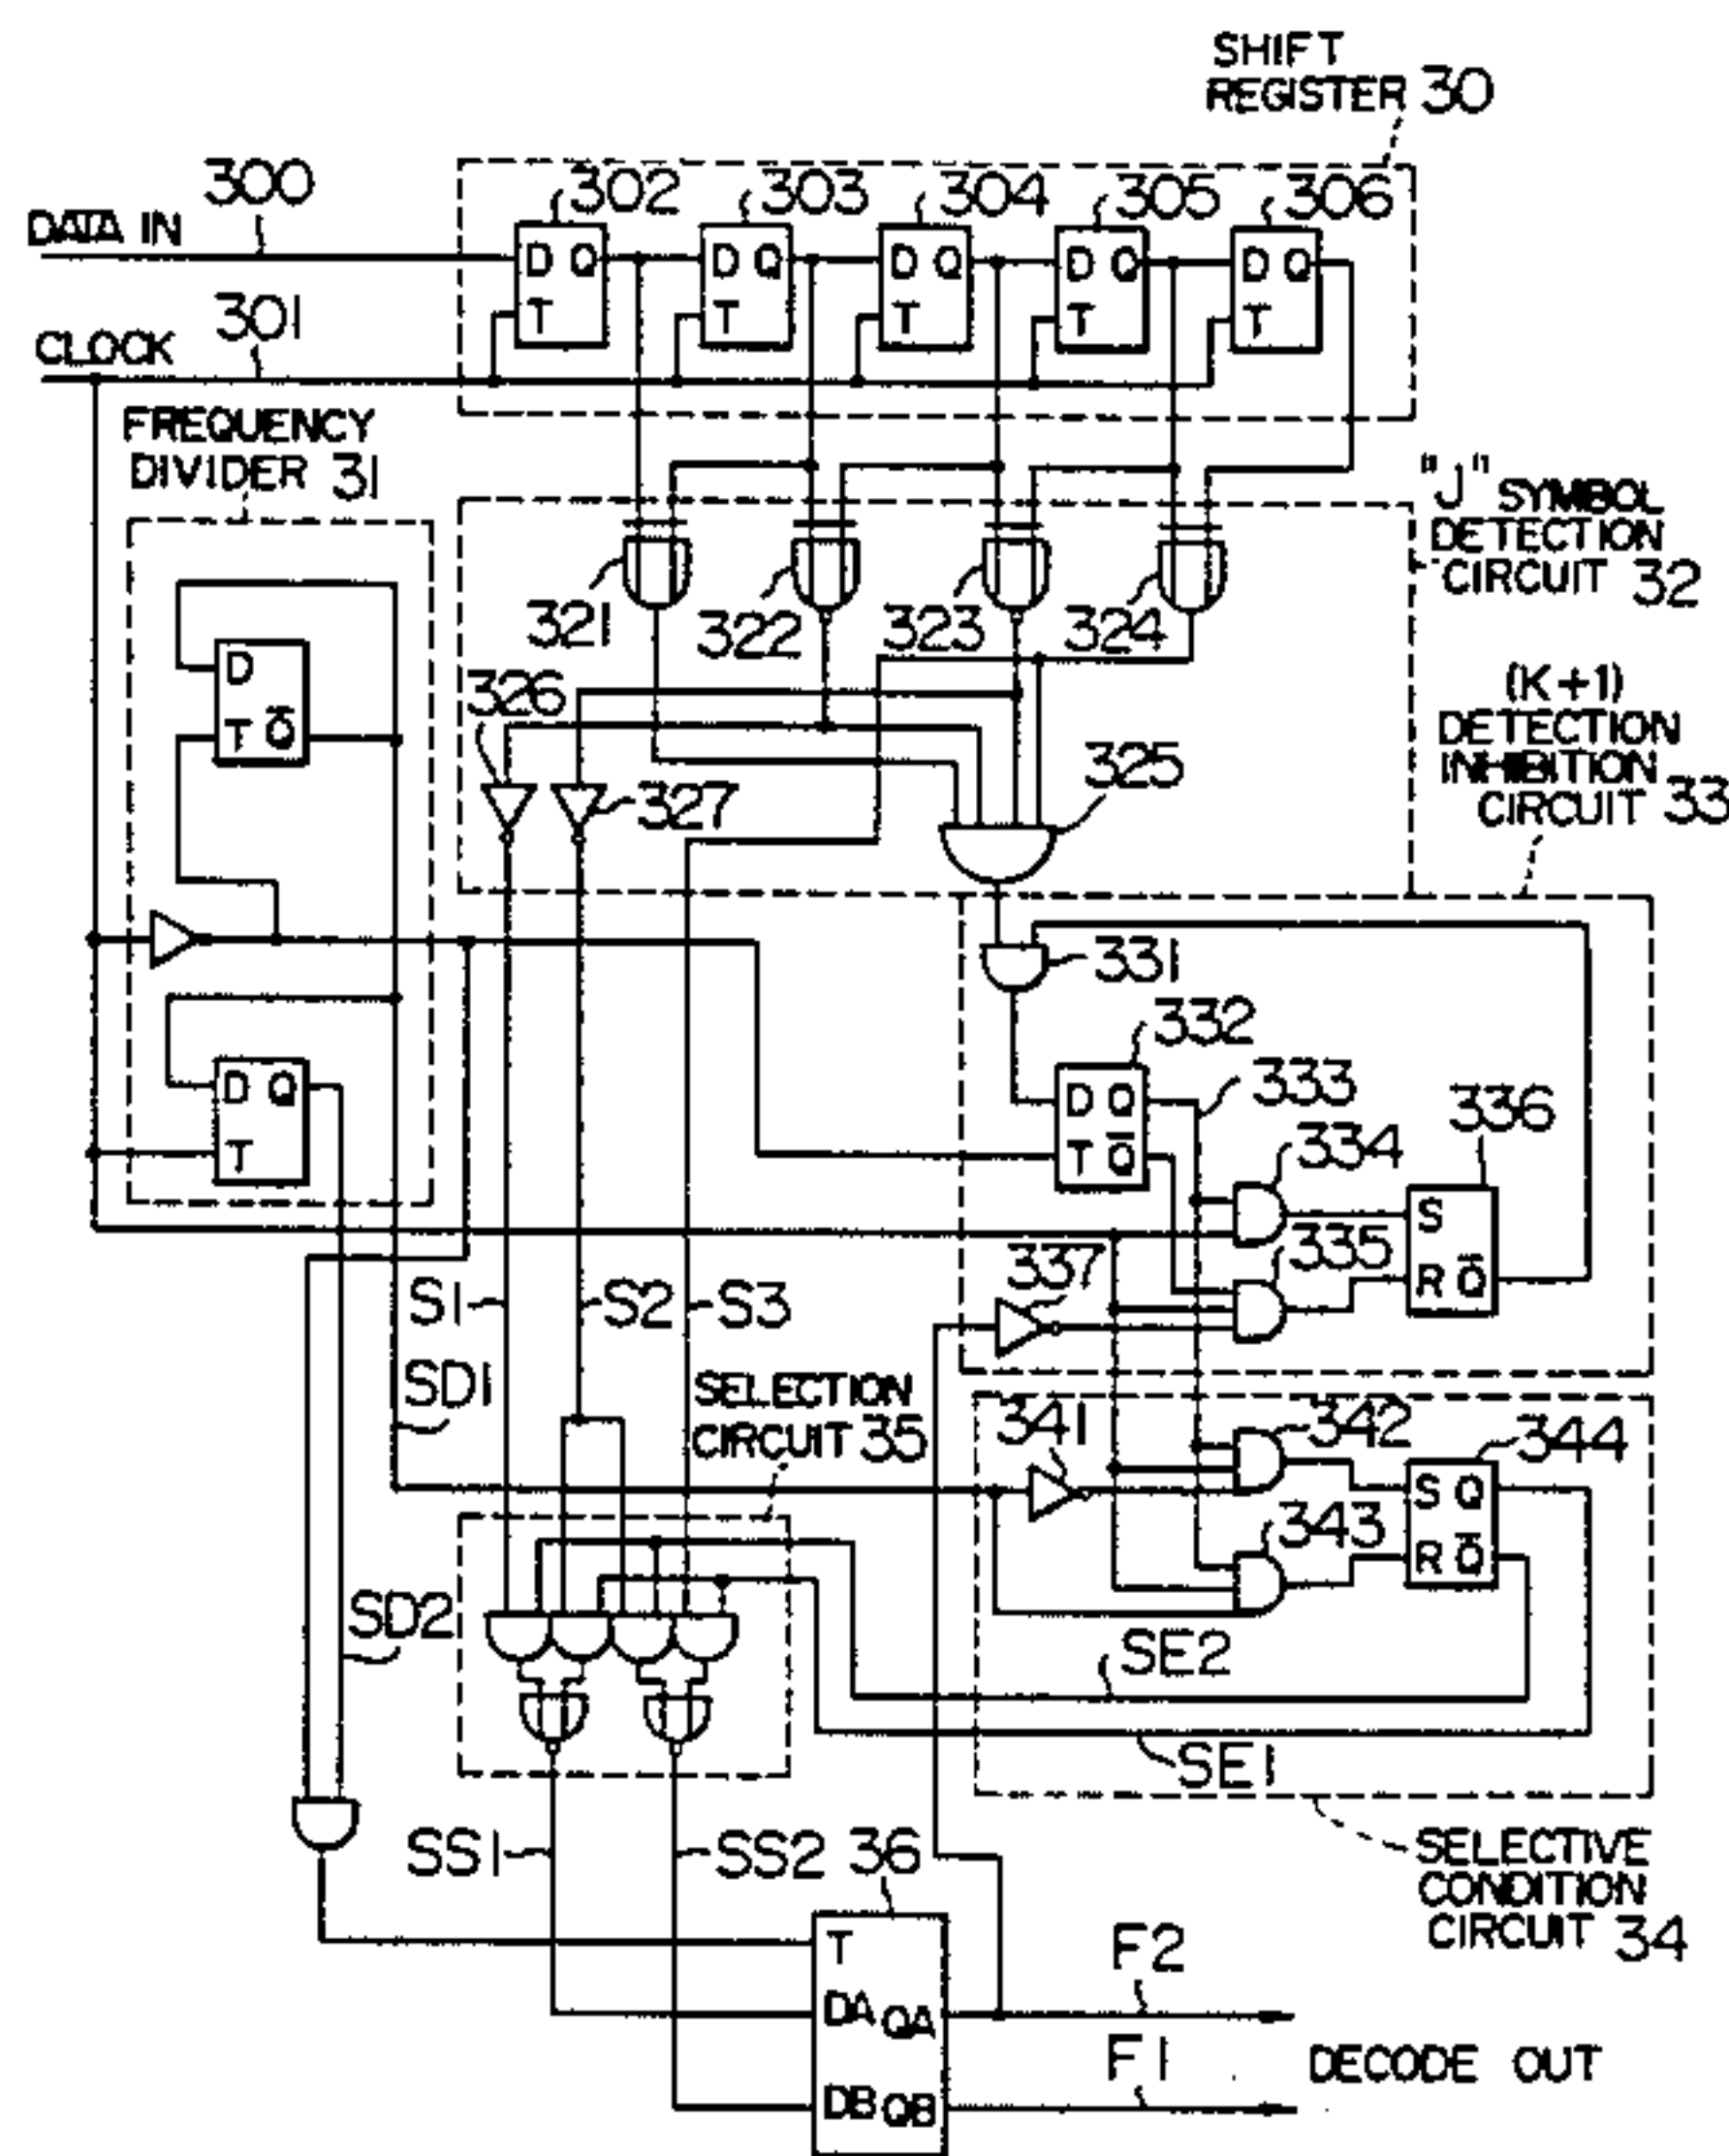 SHIFT
REGISTER 30
DATA IN
300
302
303
304
305
306
D Q
T
D Q
T
D Q
T
D Q
T
D Q
T
CLOCK
301
FREQUENCY
DIVIDER 31
"J" SYMBOL
DETECTION
CIRCUIT 32
321
322
323
324
(K+1)
DETECTION
INHIBITION
CIRCUIT 33
D
T Q̅
326
327
325
331
332
333
D Q
T Q̅
334
336
D Q
T
S
R Q̅
335
337
S1
S2
S3
SD1
SELECTION
CIRCUIT 35
341
342
344
S Q
R Q̅
343
SD2
SE2
SE1
SS1
SS2
36
SELECTIVE
CONDITION
CIRCUIT 34
T
DA QA
DB QB
F2
F1
DECODE OUT